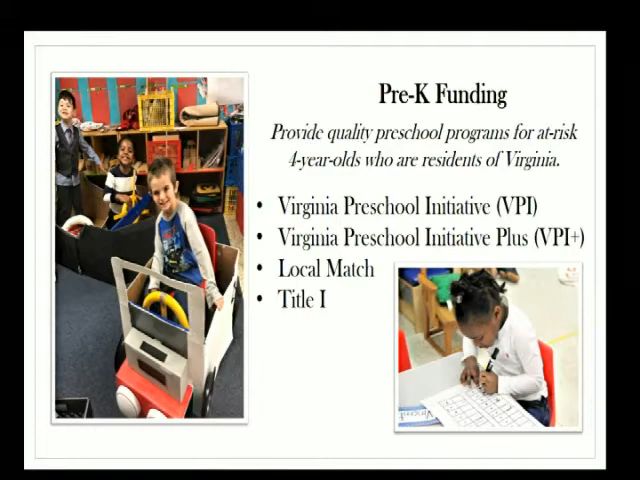 Pre-K Funding
Provide quality preschool programs for at-risk
4-year-olds who are residents of Virginia.
• Virginia Preschool Initiative (VPI)
• Virginia Preschool Initiative Plus (VPI+)
• Local Match
• Title I